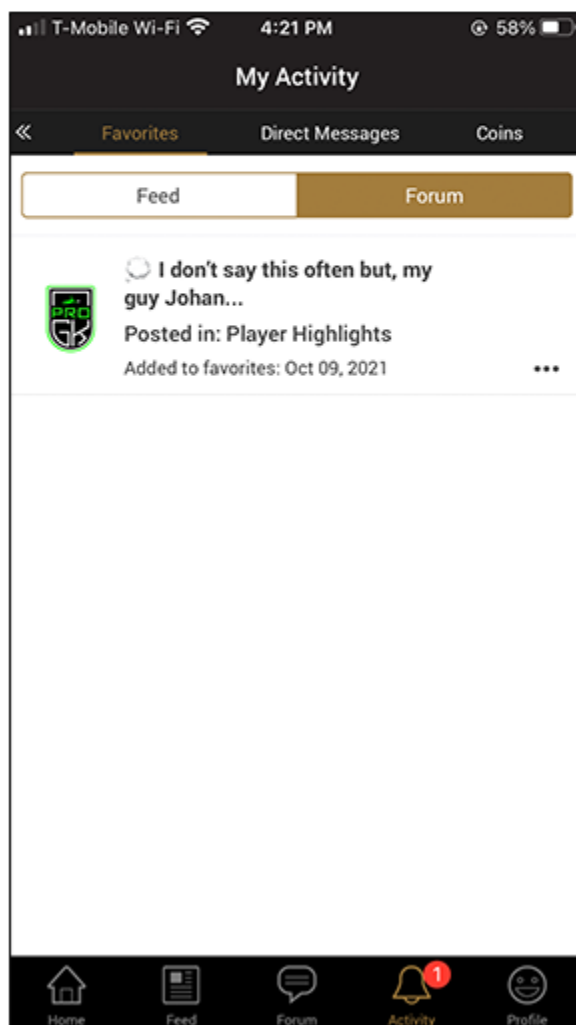 T-Mobile Wi-Fi 4:21 PM 58%
My Activity
« Favorites Direct Messages Coins
Feed Forum
I don't say this often but, my
guy Johan...
PRO
GK
Posted in: Player Highlights
Added to favorites: Oct 09, 2021
1
Home Feed Forum Activity Profile